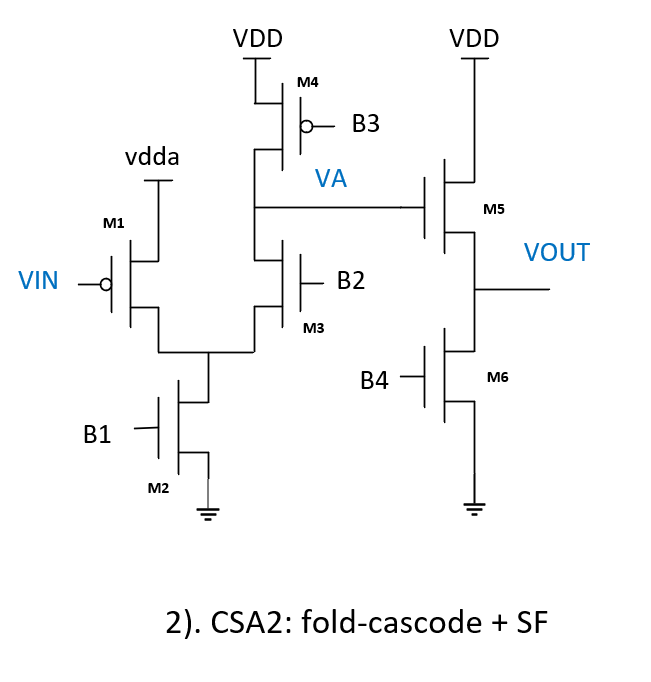 VDD
VDD
M4
B3
vdda
VA
M1
M5
VOUT
VIN
B2
M3
B4
M6
B1
M2
2). CSA2: fold-cascode + SF